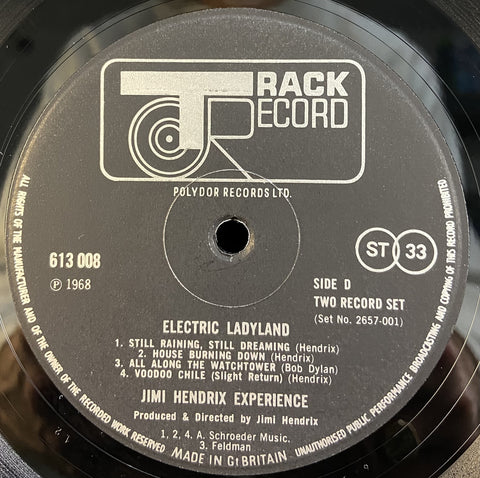 TRACK
RECORD
POLYDOR RECORDS LTD.
613 008
℗ 1968
ST 33
SIDE D
TWO RECORD SET
(Set No. 2657-001)
ELECTRIC LADYLAND
1. STILL RAINING, STILL DREAMING (Hendrix)
2. HOUSE BURNING DOWN (Hendrix)
3. ALL ALONG THE WATCHTOWER (Bob Dylan)
4. VOODOO CHILE (Slight Return) (Hendrix)
JIMI HENDRIX EXPERIENCE
Produced & Directed by Jimi Hendrix
1, 2, 4. A. Schroeder Music.
3. Feldman
MADE IN Gt BRITAIN
ALL RIGHTS OF THE MANUFACTURER AND OF THE OWNER OF THE RECORDED WORK RESERVED
UNAUTHORISED PUBLIC PERFORMANCE BROADCASTING AND COPYING OF THIS RECORD PROHIBITED.